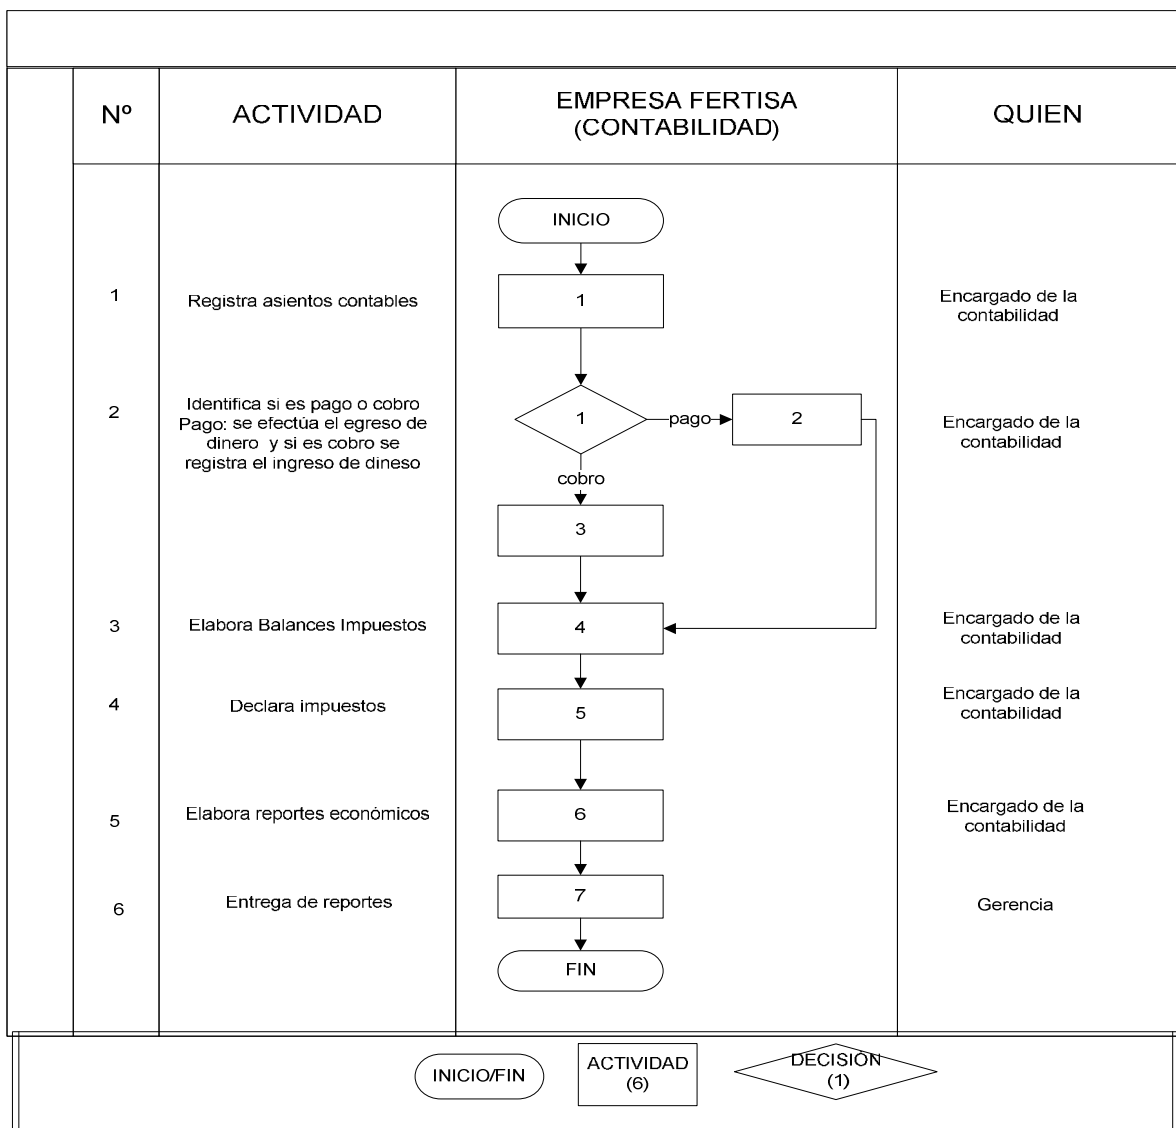 Nº
ACTIVIDAD
EMPRESA FERTISA
(CONTABILIDAD)
QUIEN
INICIO
1
Registra asientos contables
1
Encargado de la
contabilidad
2
Identifica si es pago o cobro
Pago: se efectúa el egreso de
dinero y si es cobro se
registra el ingreso de dineso
1
pago
2
Encargado de la
contabilidad
cobro
3
3
Elabora Balances Impuestos
4
Encargado de la
contabilidad
4
Declara impuestos
5
Encargado de la
contabilidad
5
Elabora reportes económicos
6
Encargado de la
contabilidad
6
Entrega de reportes
7
Gerencia
FIN
INICIO/FIN
ACTIVIDAD
(6)
DECISION
(1)